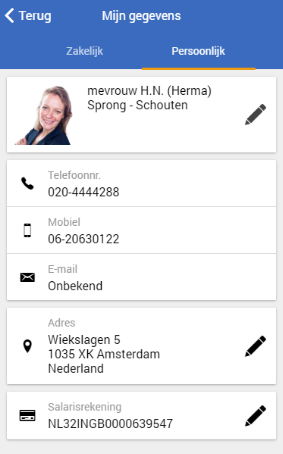 Terug
Mijn gegevens
Zakelijk
Persoonlijk
mevrouw H.N. (Herma)
Sprong - Schouten
Telefoonnr.
020-4444288
Mobiel
06-20630122
E-mail
Onbekend
Adres
Wiekslagen 5
1035 XK Amsterdam
Nederland
Salarisrekening
NL32INGB0000639547